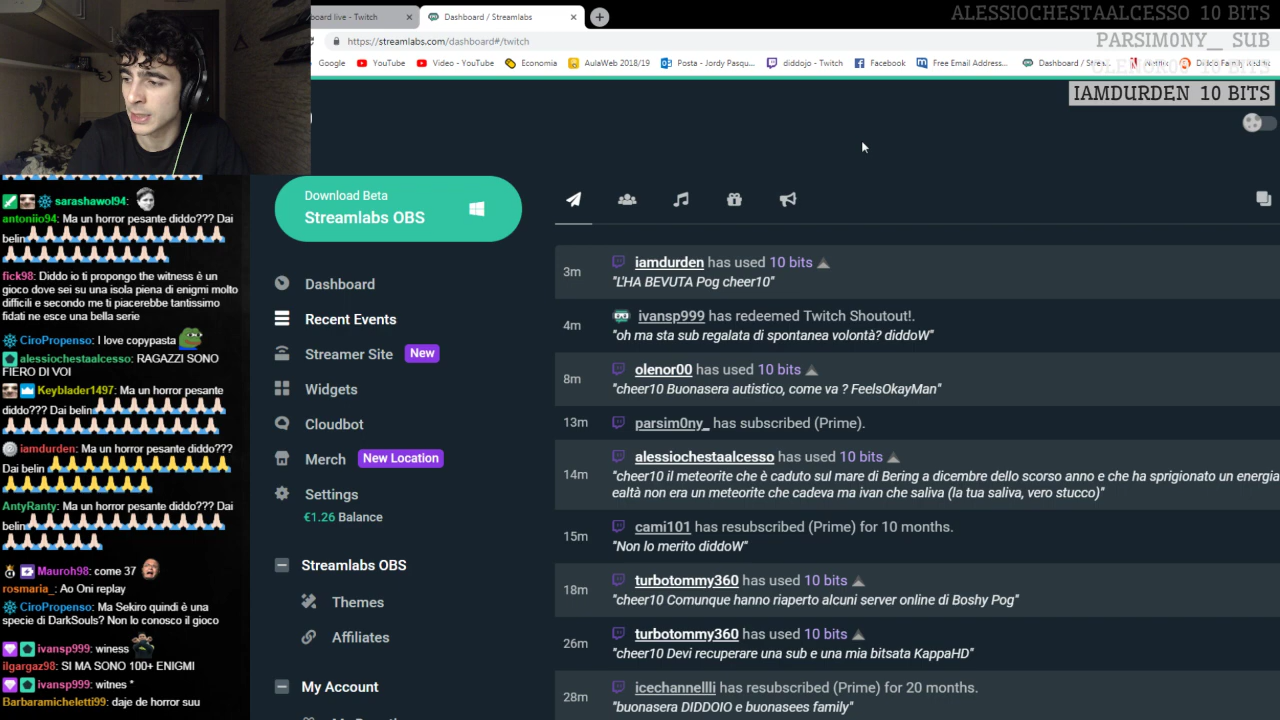 ALESSIOCHESTAALCESSO 10 BITS
PARSIM0NY_ SUB
OLENOR00 10 BITS
IAMDURDEN 10 BITS
board live - Twitch
Dashboard / Streamlabs
https://streamlabs.com/dashboard#/twitch
Google YouTube Video - YouTube Economia AulaWeb 2018/19 Posta - Jordy Pasqu... diddojo - Twitch Facebook Free Email Address... Dashboard / Strea...
sarashawol94:
antoniio94: Ma un horror pesante diddo??? Dai
belin🙏🏻🙏🏻🙏🏻🙏🏻🙏🏻🙏🏻🙏🏻🙏🏻🙏🏻🙏🏻
🙏🏻🙏🏻🙏🏻🙏🏻🙏🏻🙏🏻🙏🏻🙏🏻
fick98: Diddo io ti propongo the witness è un
gioco dove sei su una isola piena di enigmi molto
difficili e secondo me ti piacerebbe tantissimo
fidati ne esce una bella serie
CiroPropenso: I love copypasta
alessiochestaalcesso: RAGAZZI SONO
FIERO DI VOI
Keyblader1497: Ma un horror pesante
diddo??? Dai belin
iamdurden: Ma un horror pesante diddo???
Dai belin
AntyRanty: Ma un horror pesante diddo??? Dai
belin
Mauroh98: come 37
rosmaria_: Ao Oni replay
CiroPropenso: Ma Sekiro quindi è una
specie di DarkSouls? Non lo conosco il gioco
ivansp999: winess
ilgargaz98: SI MA SONO 100+ ENIGMI
ivansp999: witnes *
Barbaramicheletti99: daje de horror suu
Download Beta
Streamlabs OBS
Dashboard
Recent Events
Streamer Site New
Widgets
Cloudbot
Merch New Location
Settings
€1.26 Balance
Streamlabs OBS
Themes
Affiliates
My Account
3m
iamdurden has used 10 bits
"L'HA BEVUTA Pog cheer10"
4m
ivansp999 has redeemed Twitch Shoutout!.
"oh ma sta sub regalata di spontanea volontà? diddoW"
8m
olenor00 has used 10 bits
"cheer10 Buonasera autistico, come va ? FeelsOkayMan"
13m
parsim0ny_ has subscribed (Prime).
14m
alessiochestaalcesso has used 10 bits
"cheer10 il meteorite che è caduto sul mare di Bering a dicembre dello scorso anno e che ha sprigionato un energia
ealtà non era un meteorite che cadeva ma ivan che saliva (la tua saliva, vero stucco)"
15m
cami101 has resubscribed (Prime) for 10 months.
"Non lo merito diddoW"
18m
turbotommy360 has used 10 bits
"cheer10 Comunque hanno riaperto alcuni server online di Boshy Pog"
26m
turbotommy360 has used 10 bits
"cheer10 Devi recuperare una sub e una mia bitsata KappaHD"
28m
icechannellli has resubscribed (Prime) for 20 months.
"buonasera DIDDOIO e buonasees family"